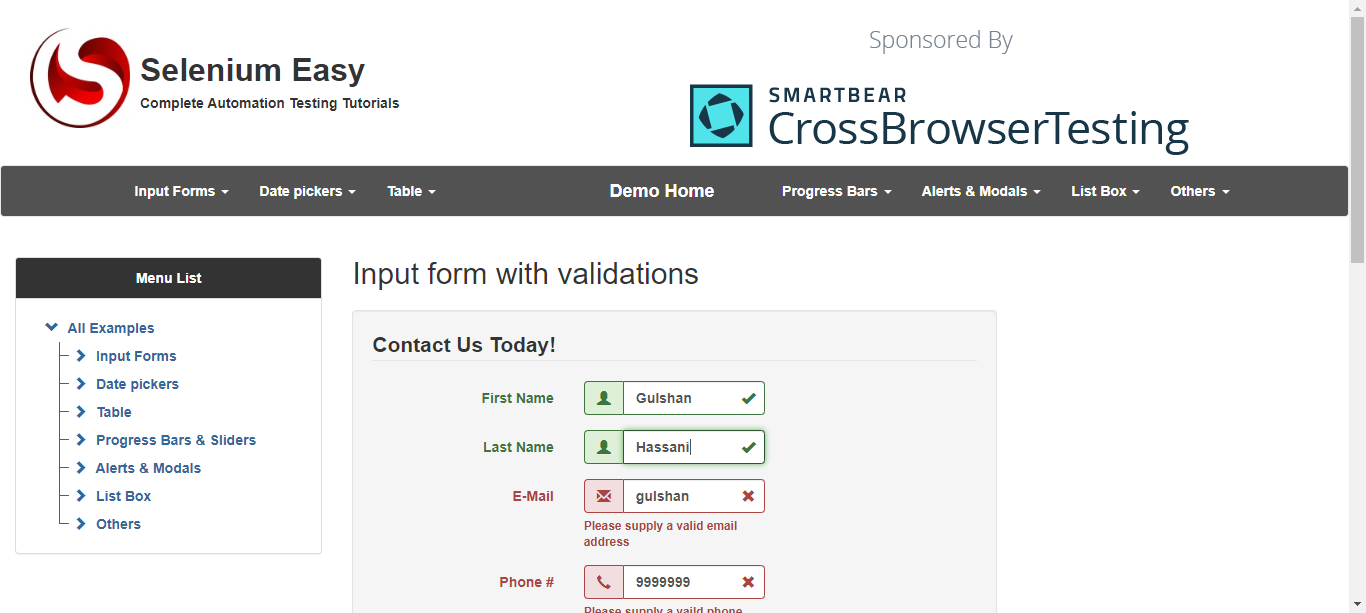 Sponsored By
Selenium Easy
Complete Automation Testing Tutorials
SMARTBEAR
CrossBrowserTesting
Input Forms Date pickers Table Demo Home Progress Bars Alerts & Modals List Box Others
Menu List
All Examples
Input Forms
Date pickers
Table
Progress Bars & Sliders
Alerts & Modals
List Box
Others
Input form with validations
Contact Us Today!
First Name Gulshan
Last Name Hassani
E-Mail gulshan
Please supply a valid email
address
Phone # 9999999
Please supply a vaild phone